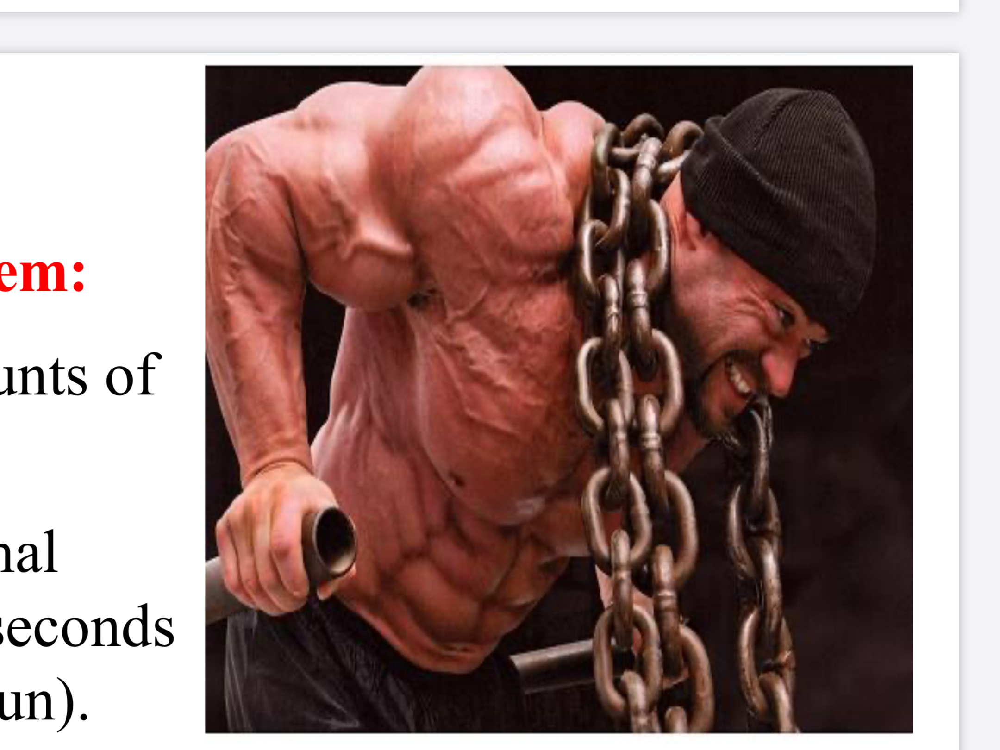 em:
unts of
nal
seconds
un).